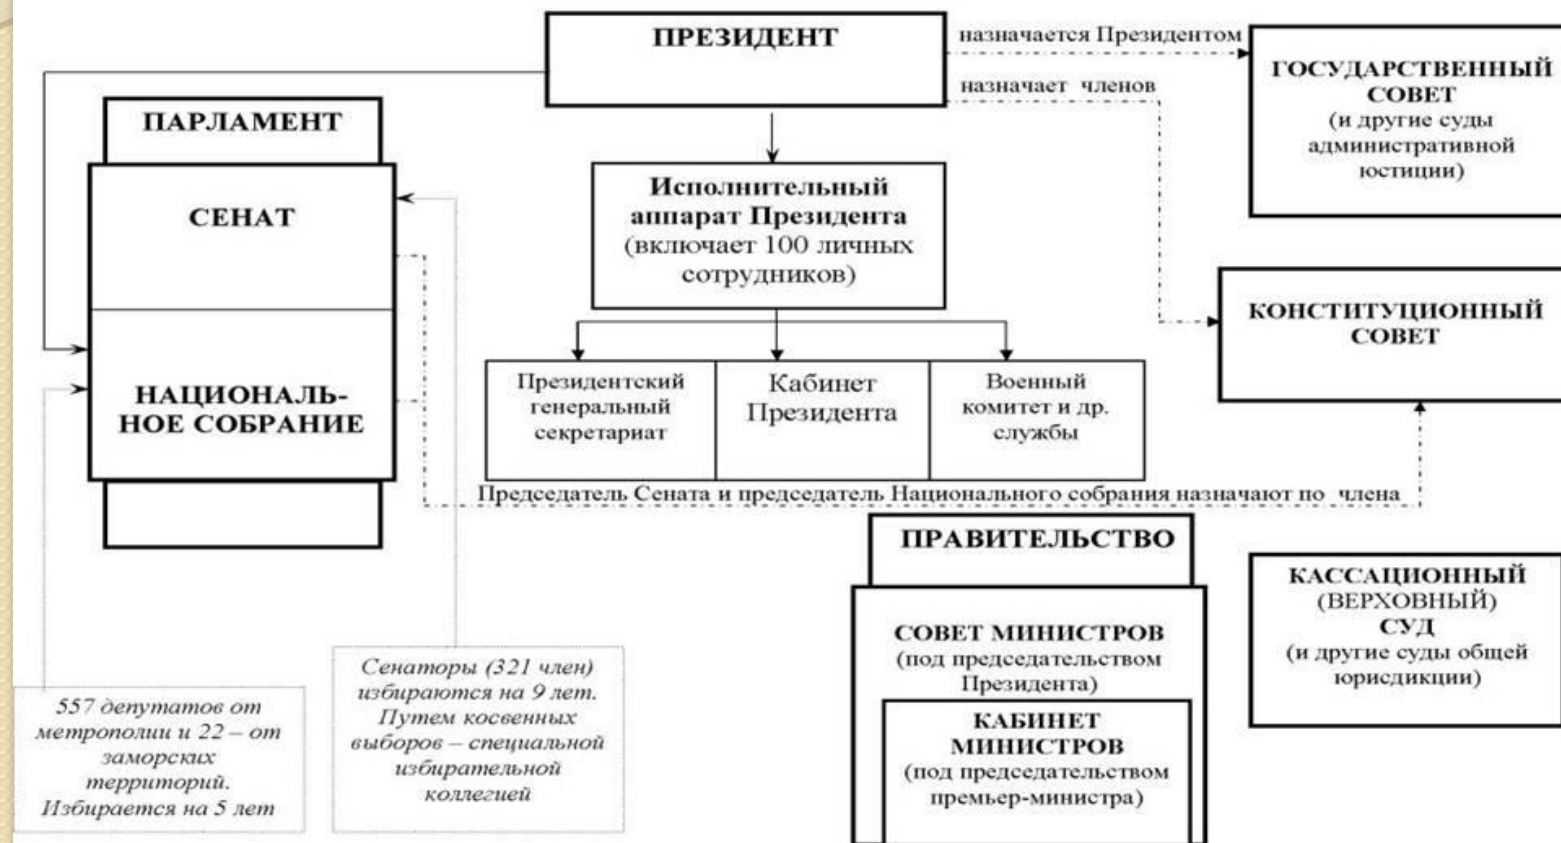 ПРЕЗИДЕНТ
назначается Президентом
назначает членов
ГОСУДАРСТВЕННЫЙ
СОВЕТ
(и другие суды
административной
юстиции)
ПАРЛАМЕНТ
СЕНАТ
НАЦИОНАЛЬ-
НОЕ СОБРАНИЕ
Исполнительный
аппарат Президента
(включает 100 личных
сотрудников)
КОНСТИТУЦИОННЫЙ
СОВЕТ
Президентский
генеральный
секретариат
Кабинет
Президента
Военный
комитет и др.
службы
Председатель Сената и председатель Национального собрания назначают по члена
ПРАВИТЕЛЬСТВО
СОВЕТ МИНИСТРОВ
(под председательством
Президента)
КАБИНЕТ
МИНИСТРОВ
(под председательством
премьер-министра)
КАССАЦИОННЫЙ
(ВЕРХОВНЫЙ)
СУД
(и другие суды общей
юрисдикции)
Сенаторы (321 член)
избираются на 9 лет.
Путем косвенных
выборов – специальной
избирательной
коллегией
557 депутатов от
метрополии и 22 – от
заморских
территорий.
Избирается на 5 лет